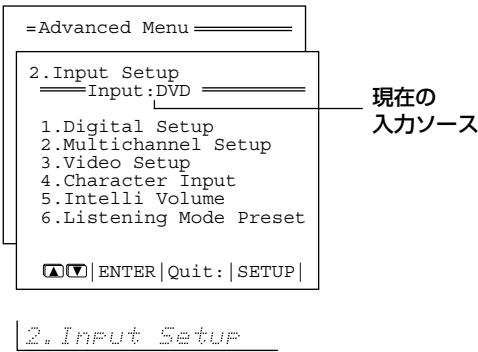 =Advanced Menu
2.Input Setup
Input:DVD
現在の
入力ソース
1.Digital Setup
2.Multichannel Setup
3.Video Setup
4.Character Input
5.Intelli Volume
6.Listening Mode Preset
▲▼|ENTER|Quit:|SETUP|
2.Input Setup